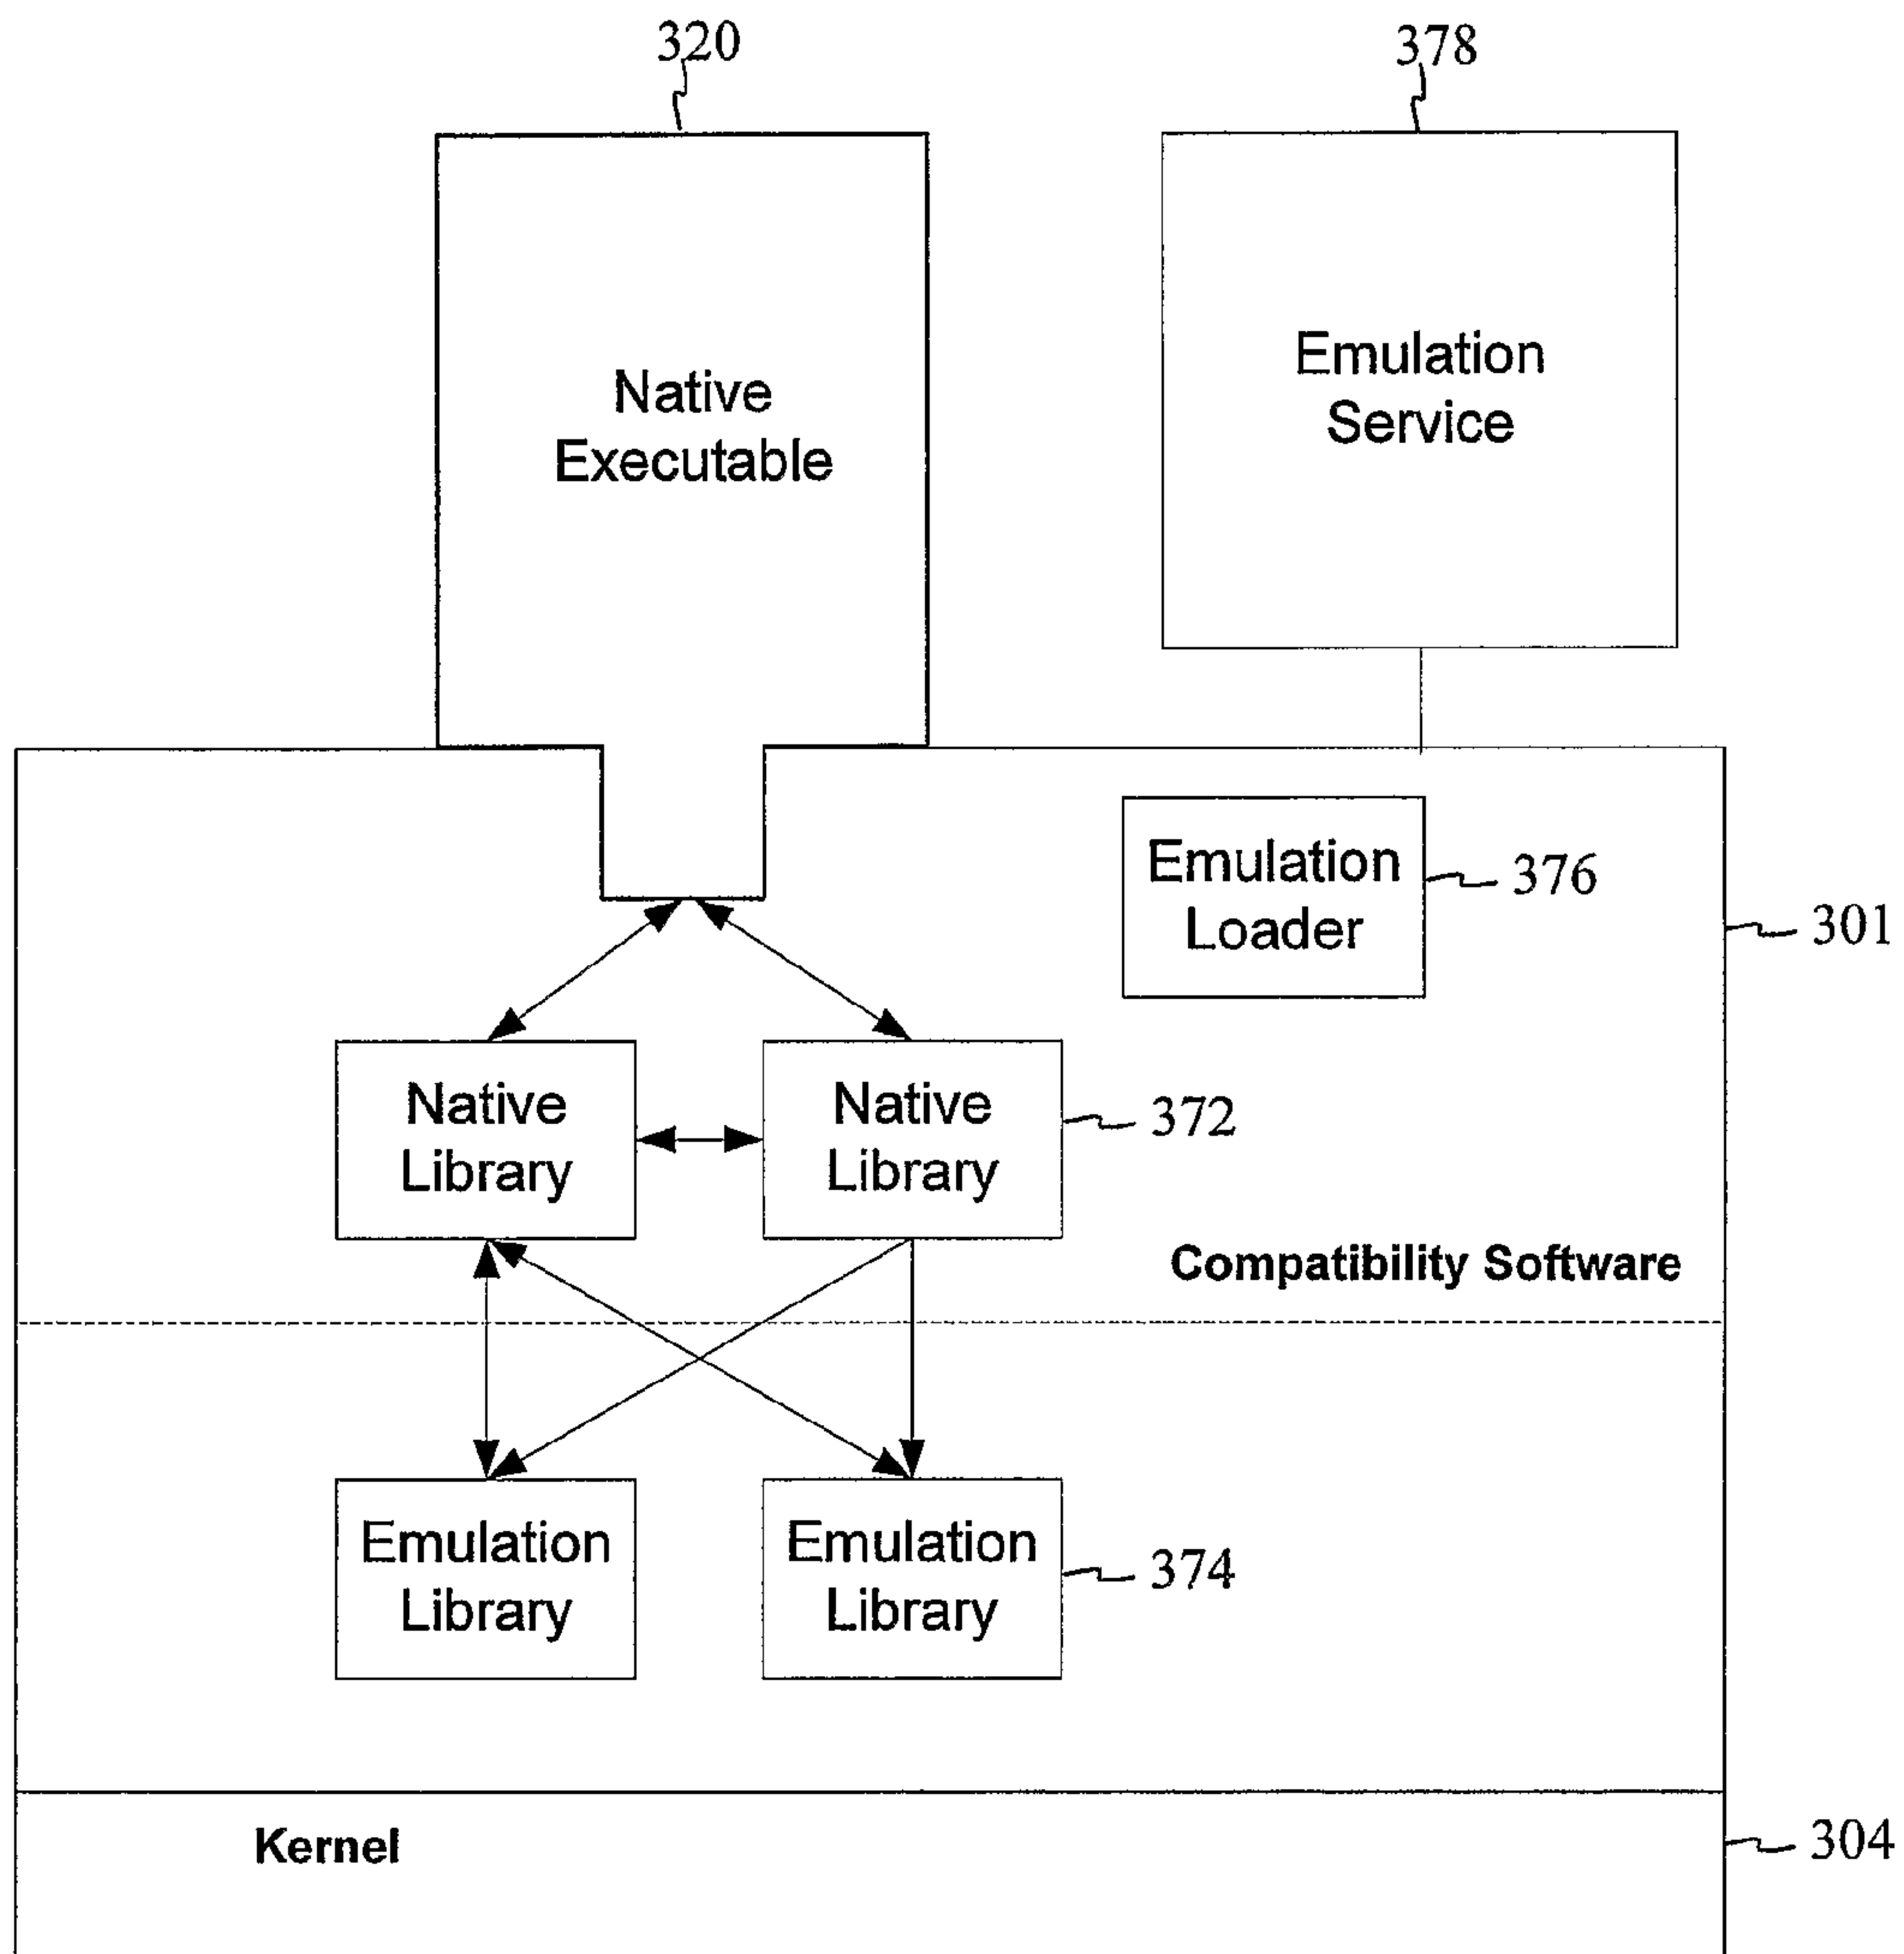 320
378
Native
Executable
Emulation
Service
Emulation
Loader
376
301
Native
Library
Native
Library
372
Compatibility Software
Emulation
Library
Emulation
Library
374
Kernel
304